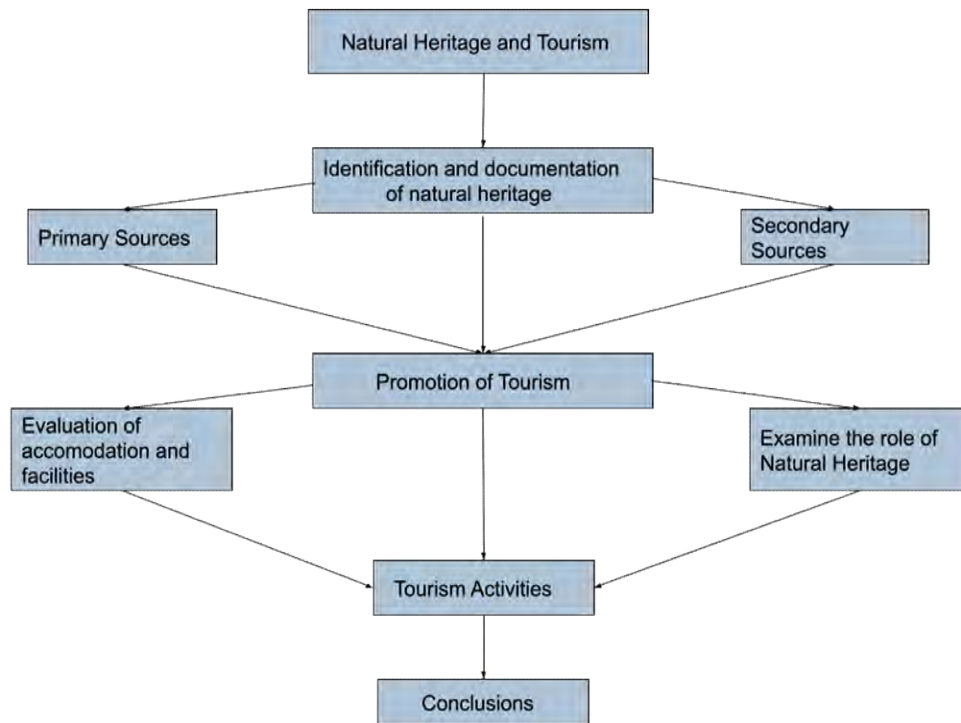 Natural Heritage and Tourism
Identification and documentation
of natural heritage
Primary Sources
Secondary
Sources
Promotion of Tourism
Evaluation of
accomodation and
facilities
Examine the role of
Natural Heritage
Tourism Activities
Conclusions